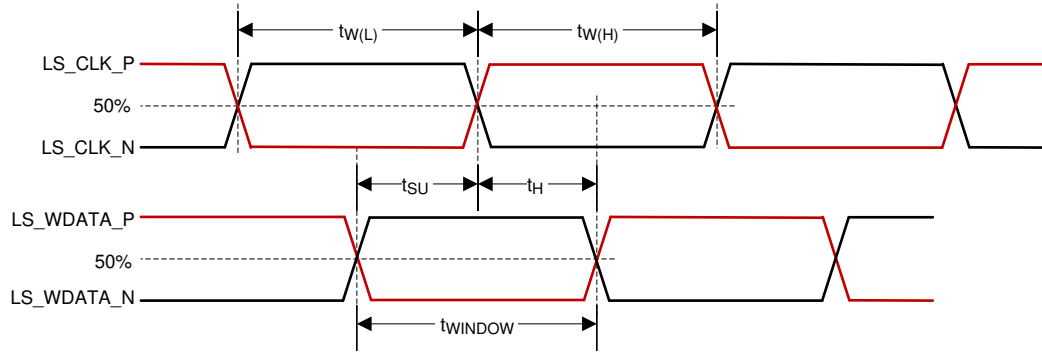 tW(L) tW(H)
LS_CLK_P
50%
LS_CLK_N
tSU tH
LS_WDATA_P
50%
LS_WDATA_N
tWINDOW